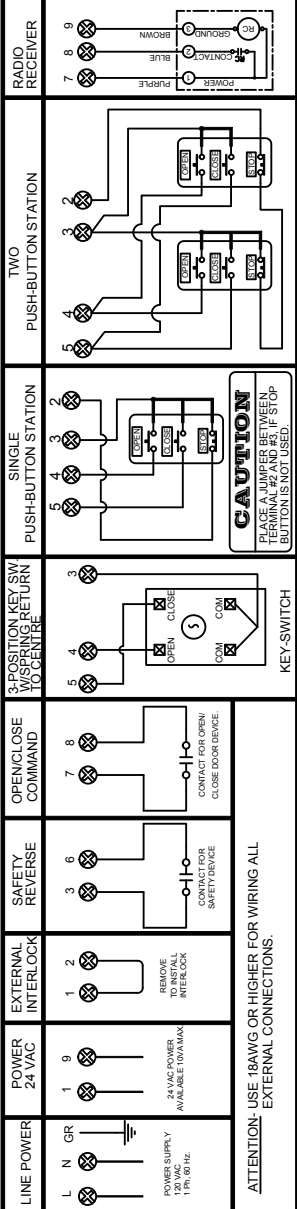 LINE POWER
L N GR
POWER SUPPLY
120 VAC
1 Ph, 60 Hz.
POWER
24 VAC
1 9
24 VAC POWER
AVAILABLE 10VA MAX
EXTERNAL
INTERLOCK
1 2
REMOVE
TO INSTALL
INTERLOCK
SAFETY
REVERSE
3 6
CONTACT FOR
SAFETY DEVICE
OPEN/CLOSE
COMMAND
7 8
CONTACT FOR OPEN/
CLOSE DOOR DEVICE.
ATTENTION- USE 18AWG OR HIGHER FOR WIRING ALL
EXTERNAL CONNECTIONS.
3-POSITION KEY SW.
W/SPRING RETURN
TO CENTRE
5 4 3
OPEN CLOSE
COM COM
KEY-SWITCH
SINGLE
PUSH-BUTTON STATION
5 4 3 2
OPEN
CLOSE
STOP
CAUTION
PLACE A JUMPER BETWEEN
TERMINAL #2 AND #3, IF STOP
BUTTON IS NOT USED.
TWO
PUSH-BUTTON STATION
5 4 3 2
OPEN
CLOSE
STOP
OPEN
CLOSE
STOP
RADIO
RECEIVER
7 8 9
PURPLE BLUE BROWN
1 2 3
POWER CONTACT GROUND
RC
RC